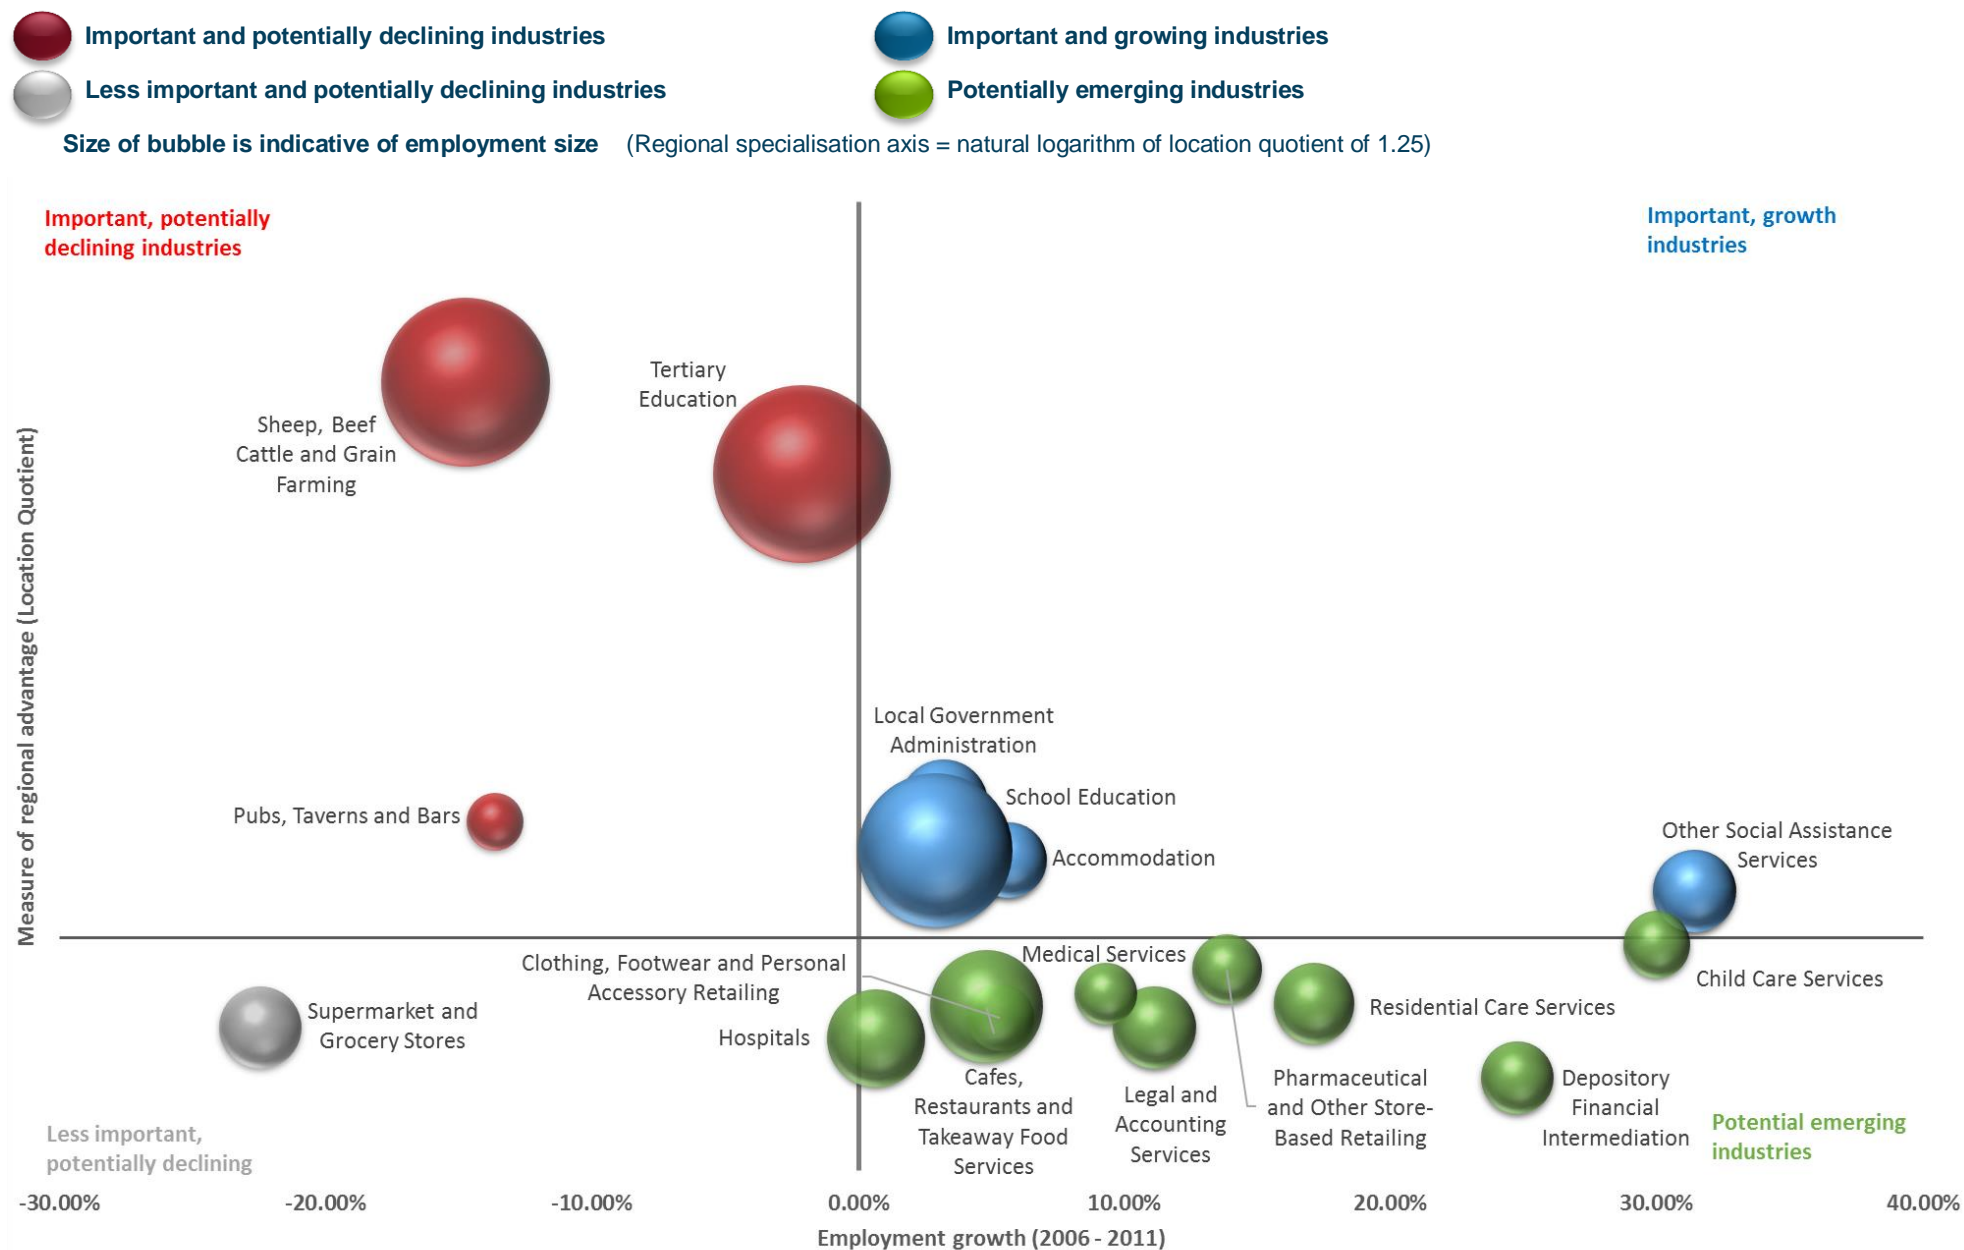 Important and potentially declining industries
Important and growing industries
Less important and potentially declining industries
Potentially emerging industries
Size of bubble is indicative of employment size (Regional specialisation axis = natural logarithm of location quotient of 1.25)
Important, potentially
declining industries
Important, growth
industries
Measure of regional advantage (Location Quotient)
Tertiary
Education
Sheep, Beef
Cattle and Grain
Farming
Local Government
Administration
School Education
Pubs, Taverns and Bars
Accommodation
Other Social Assistance
Services
Clothing, Footwear and Personal
Accessory Retailing
Medical Services
Child Care Services
Supermarket and
Grocery Stores
Hospitals
Residential Care Services
Cafes,
Restaurants and
Takeaway Food
Services
Legal and
Accounting
Services
Pharmaceutical
and Other Store-
Based Retailing
Depository
Financial
Intermediation
Less important,
potentially declining
Potential emerging
industries
-30.00% -20.00% -10.00% 0.00% 10.00% 20.00% 30.00% 40.00%
Employment growth (2006 - 2011)